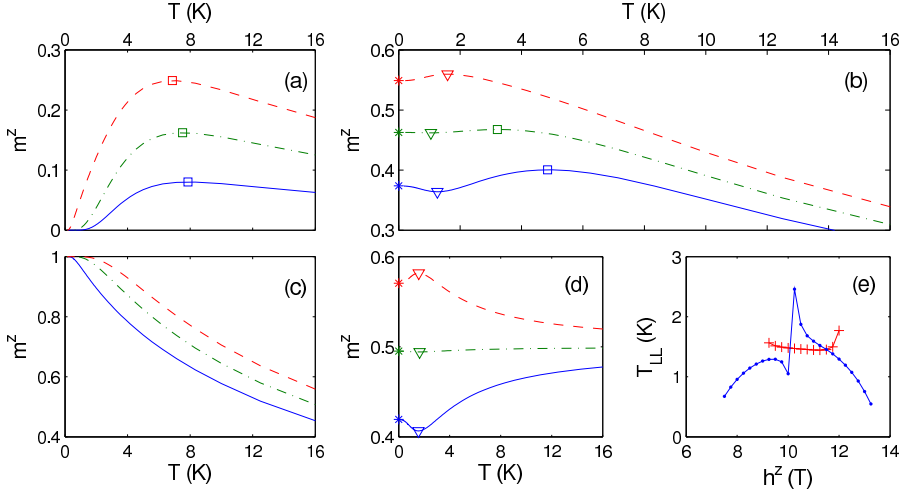 T (K) T (K)
0 4 8 12 16 0 2 4 6 8 10 12 14 16
0.3 0.6
(a) (b)
0.2 0.5
m^z m^z
0.1 0.4
0 0.3
1 0.6 3
(c) (d) (e)
0.8 2
m^z m^z 0.5 T_LL (K)
0.6 1
0.4 0.4 0
0 4 8 12 16 0 4 8 12 16 6 8 10 12 14
T (K) T (K) h^z (T)